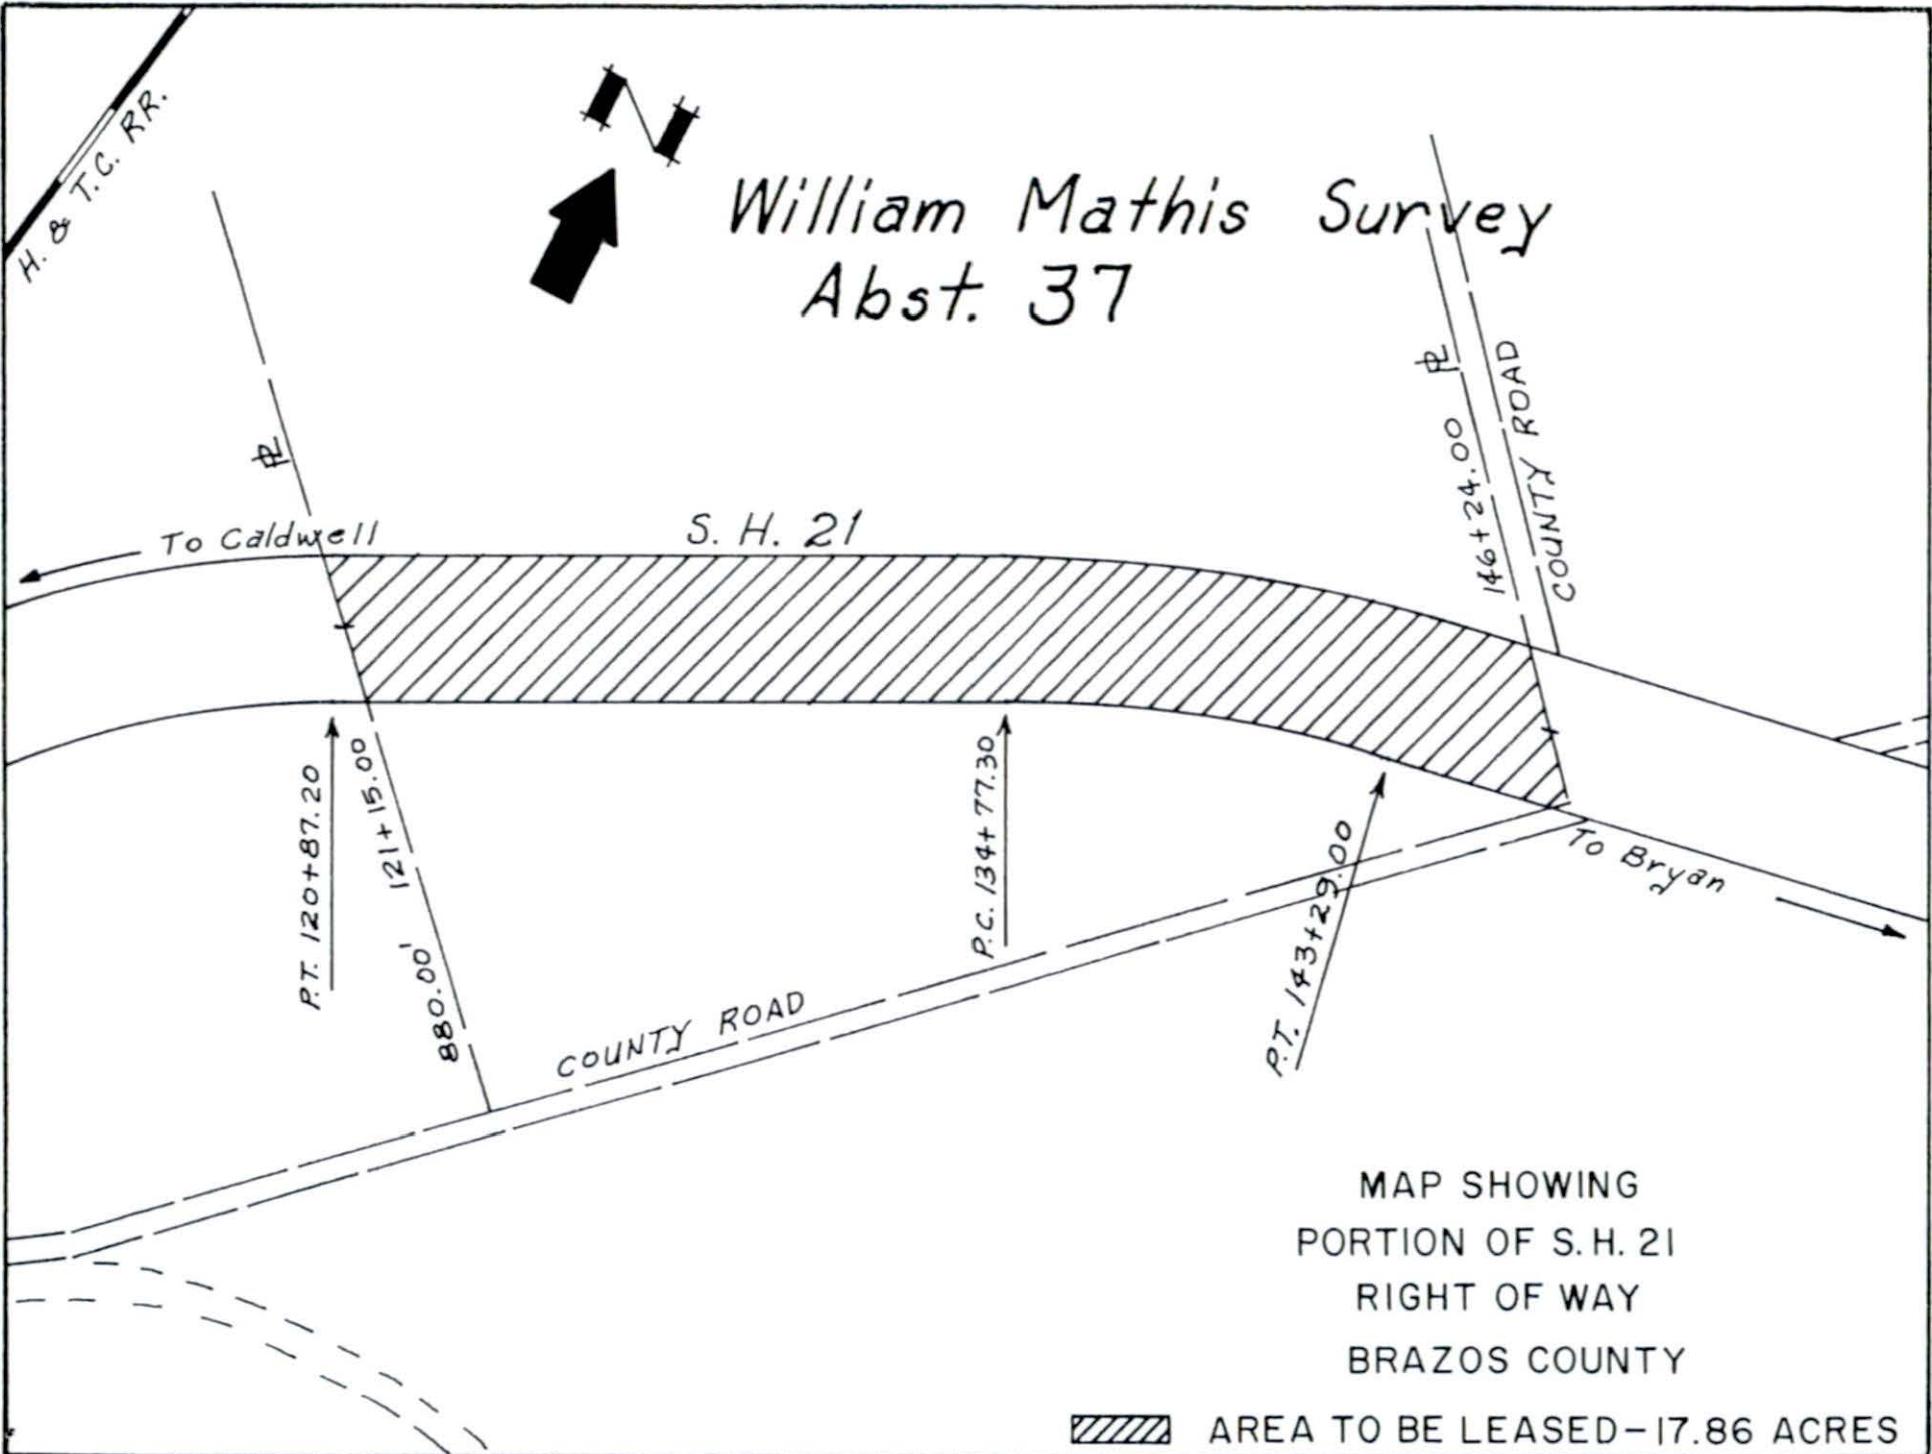 N
H. & T.C. RR.
William Mathis Survey
Abst. 37
PL
146+24.00 PL
COUNTY ROAD
To Caldwell
S. H. 21
P.T. 120+87.20
121+15.00
880.00'
P.C. 134+77.30
P.T. 143+29.00
To Bryan
COUNTY ROAD
MAP SHOWING
PORTION OF S.H. 21
RIGHT OF WAY
BRAZOS COUNTY
AREA TO BE LEASED-17.86 ACRES